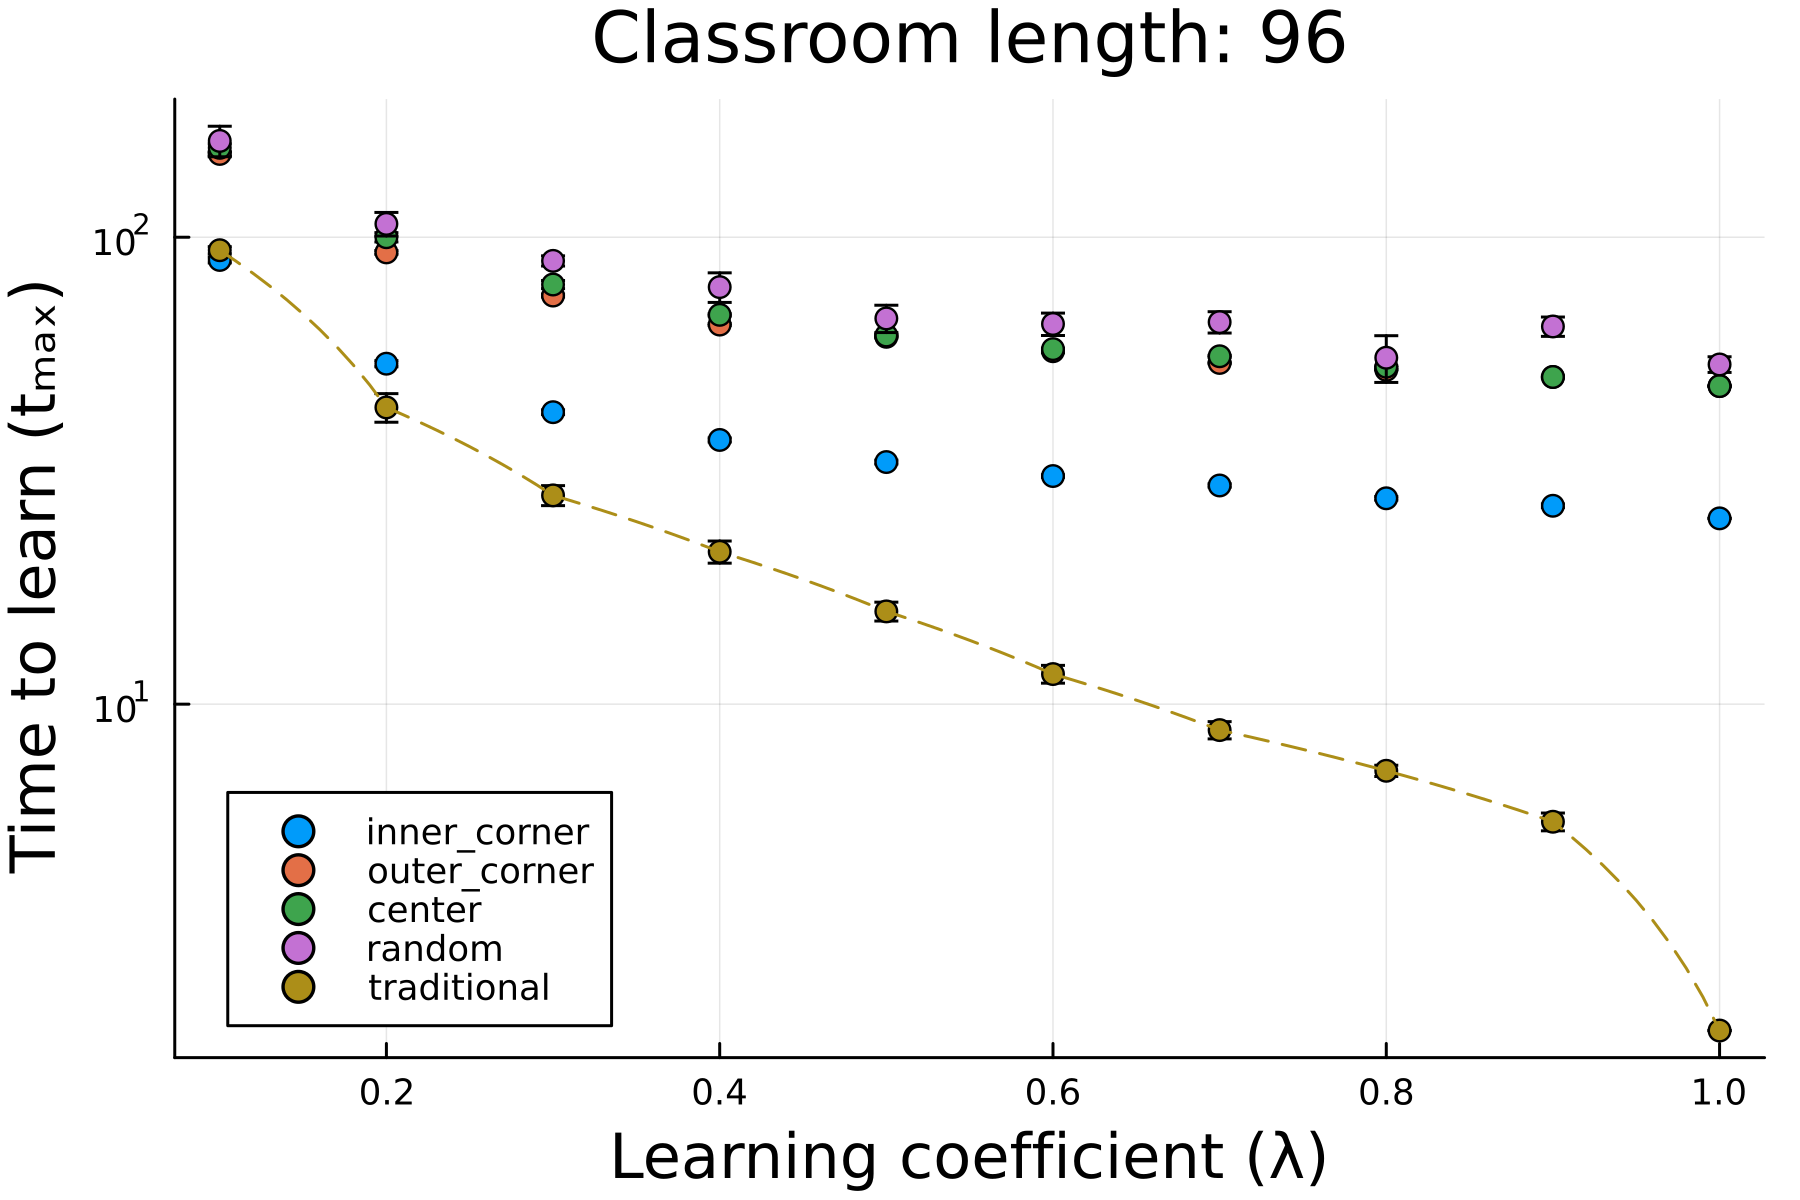 Classroom length: 96
Time to learn (tₘₐₓ)
10²
10¹
inner_corner
outer_corner
center
random
traditional
0.2 0.4 0.6 0.8 1.0
Learning coefficient (λ)